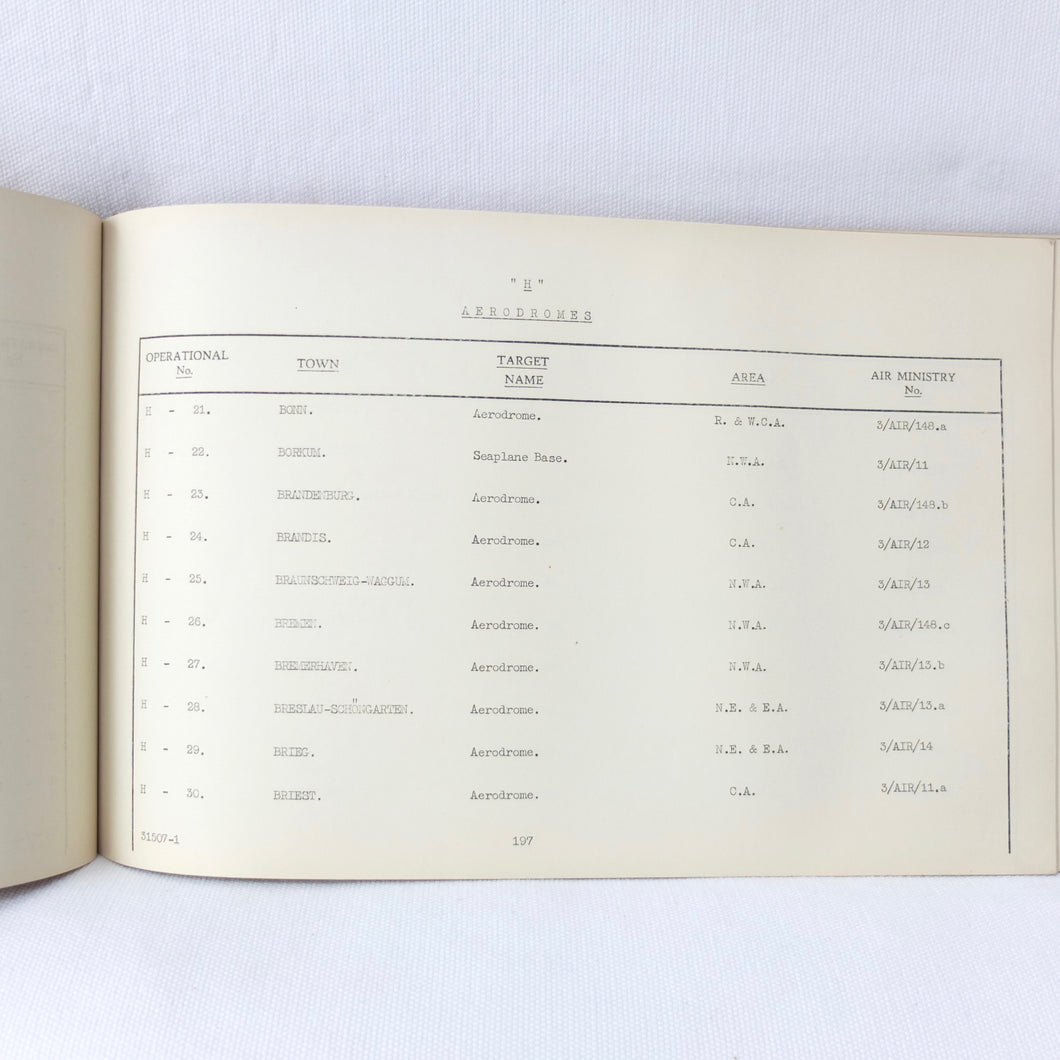 "H"
AERODROMES
OPERATIONAL No. TOWN TARGET NAME AREA AIR MINISTRY No.
H - 21. BONN. Aerodrome. R. & W.C.A. 3/AIR/148.a
H - 22. BORKUM. Seaplane Base. N.W.A. 3/AIR/11
H - 23. BRANDENBURG. Aerodrome. C.A. 3/AIR/148.b
H - 24. BRANDIS. Aerodrome. C.A. 3/AIR/12
H - 25. BRAUNSCHWEIG-WAGGUM. Aerodrome. N.W.A. 3/AIR/13
H - 26. BREMEN. Aerodrome. N.W.A. 3/AIR/148.c
H - 27. BREMERHAVEN. Aerodrome. N.W.A. 3/AIR/13.b
H - 28. BRESLAU-SCHÖNGARTEN. Aerodrome. N.E. & E.A. 3/AIR/13.a
H - 29. BRIEG. Aerodrome. N.E. & E.A. 3/AIR/14
H - 30. BRIEST. Aerodrome. C.A. 3/AIR/11.a
31507-1 197